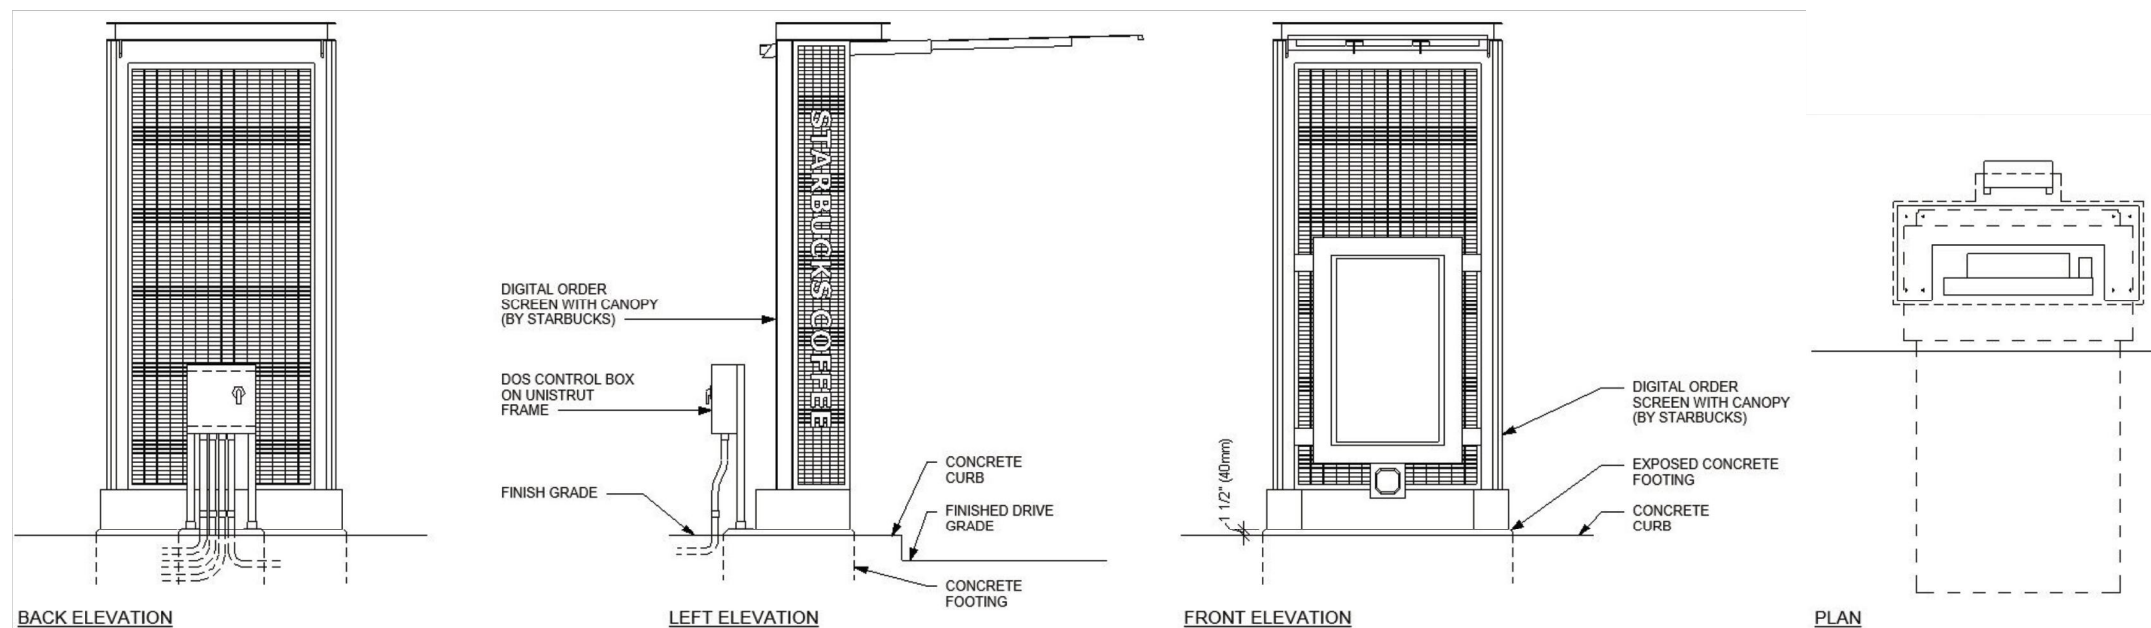 BACK ELEVATION
DIGITAL ORDER
SCREEN WITH CANOPY
(BY STARBUCKS)
DOS CONTROL BOX
ON UNISTRUT
FRAME
FINISH GRADE
STARBUCKS COFFEE
CONCRETE
CURB
FINISHED DRIVE
GRADE
CONCRETE
FOOTING
LEFT ELEVATION
1 1/2" (40mm)
DIGITAL ORDER
SCREEN WITH CANOPY
(BY STARBUCKS)
EXPOSED CONCRETE
FOOTING
CONCRETE
CURB
FRONT ELEVATION
PLAN